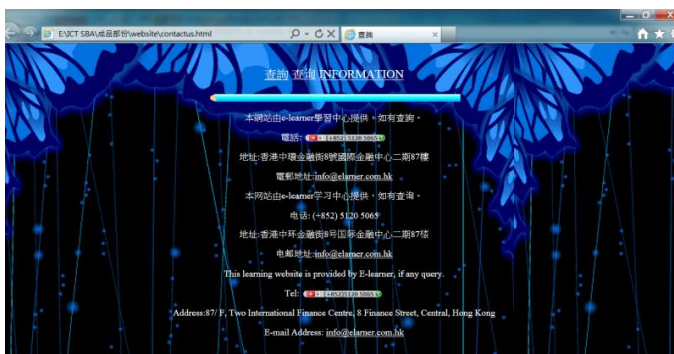 E:\ICT SBA\成品部份\website\contactus.html
查詢
查詢 查询 INFORMATION
本網站由e-learner學習中心提供。如有查詢。
電話: (+852) 5120 5065
地址:香港中環金融街8號國際金融中心二期87樓
電郵地址:info@elarner.com.hk
本网站由e-learner学习中心提供。如有查询。
电话: (+852) 5120 5065
地址:香港中环金融街8号国际金融中心二期87楼
电邮地址:info@elarner.com.hk
This learning website is provided by E-learner, if any query.
Tel: (+852)5120 5065
Address:87/ F, Two International Finance Centre, 8 Finance Street, Central, Hong Kong
E-mail Address: info@elarner.com.hk